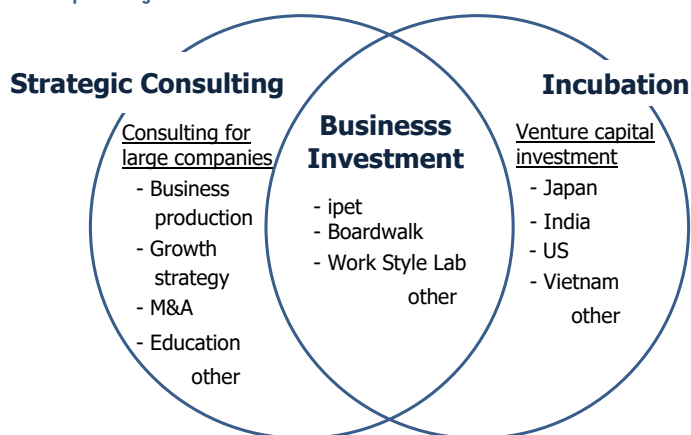 Strategic Consulting
Consulting for
large companies
- Business
production
- Growth
strategy
- M&A
- Education
other
Businesss
Investment
- ipet
- Boardwalk
- Work Style Lab
other
Incubation
Venture capital
investment
- Japan
- India
- US
- Vietnam
other